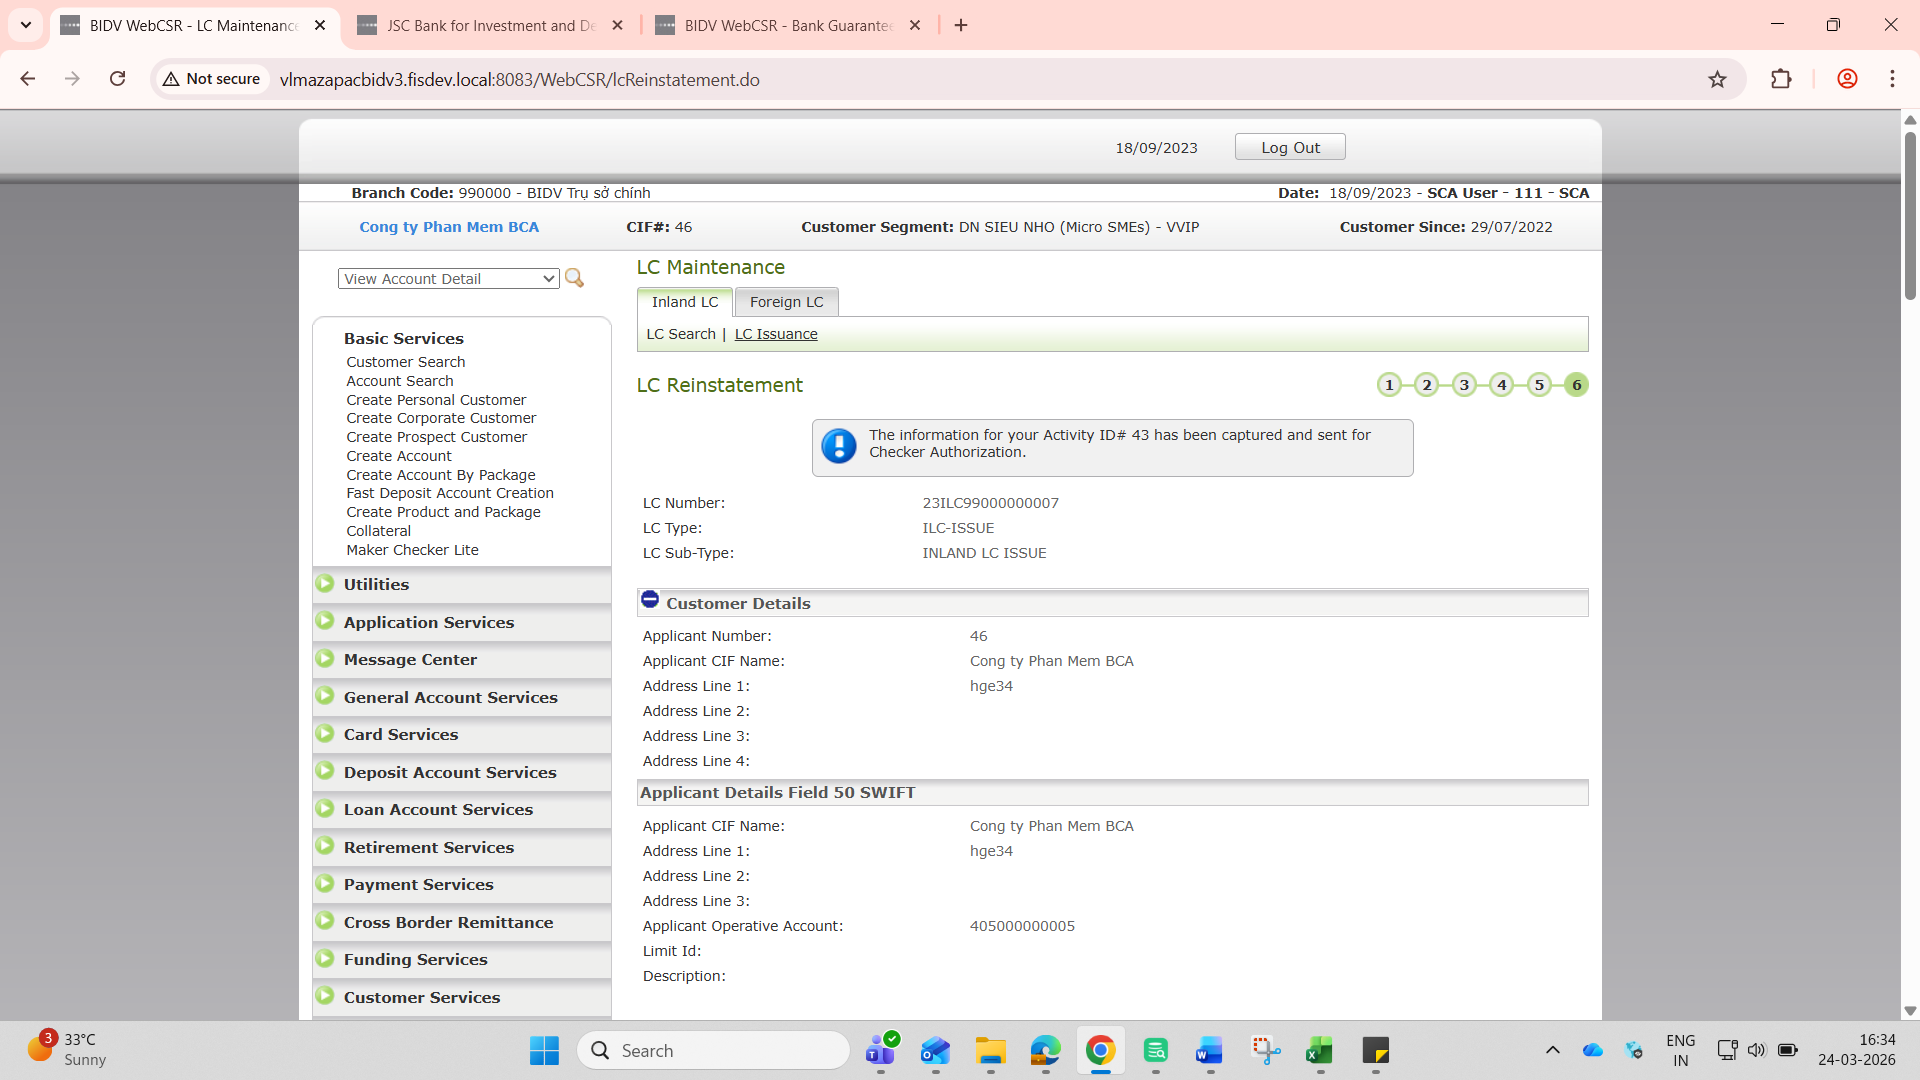 BIDV WebCSR - LC Maintenance
JSC Bank for Investment and De
BIDV WebCSR - Bank Guarantee
Not secure
vlmazapacbidv3.fisdev.local:8083/WebCSR/lcReinstatement.do
18/09/2023
Log Out
Branch Code: 990000 - BIDV Trụ sở chính
Date: 18/09/2023 - SCA User - 111 - SCA
Cong ty Phan Mem BCA
CIF#: 46
Customer Segment: DN SIEU NHO (Micro SMEs) - VVIP
Customer Since: 29/07/2022
View Account Detail
Basic Services
Customer Search
Account Search
Create Personal Customer
Create Corporate Customer
Create Prospect Customer
Create Account
Create Account By Package
Fast Deposit Account Creation
Create Product and Package
Collateral
Maker Checker Lite
Utilities
Application Services
Message Center
General Account Services
Card Services
Deposit Account Services
Loan Account Services
Retirement Services
Payment Services
Cross Border Remittance
Funding Services
Customer Services
LC Maintenance
Inland LC
Foreign LC
LC Search | LC Issuance
LC Reinstatement
1 2 3 4 5 6
The information for your Activity ID# 43 has been captured and sent for
Checker Authorization.
LC Number: 23ILC99000000007
LC Type: ILC-ISSUE
LC Sub-Type: INLAND LC ISSUE
Customer Details
Applicant Number: 46
Applicant CIF Name: Cong ty Phan Mem BCA
Address Line 1: hge34
Address Line 2:
Address Line 3:
Address Line 4:
Applicant Details Field 50 SWIFT
Applicant CIF Name: Cong ty Phan Mem BCA
Address Line 1: hge34
Address Line 2:
Address Line 3:
Applicant Operative Account: 405000000005
Limit Id:
Description:
3
33°C
Sunny
Search
ENG
IN
16:34
24-03-2026